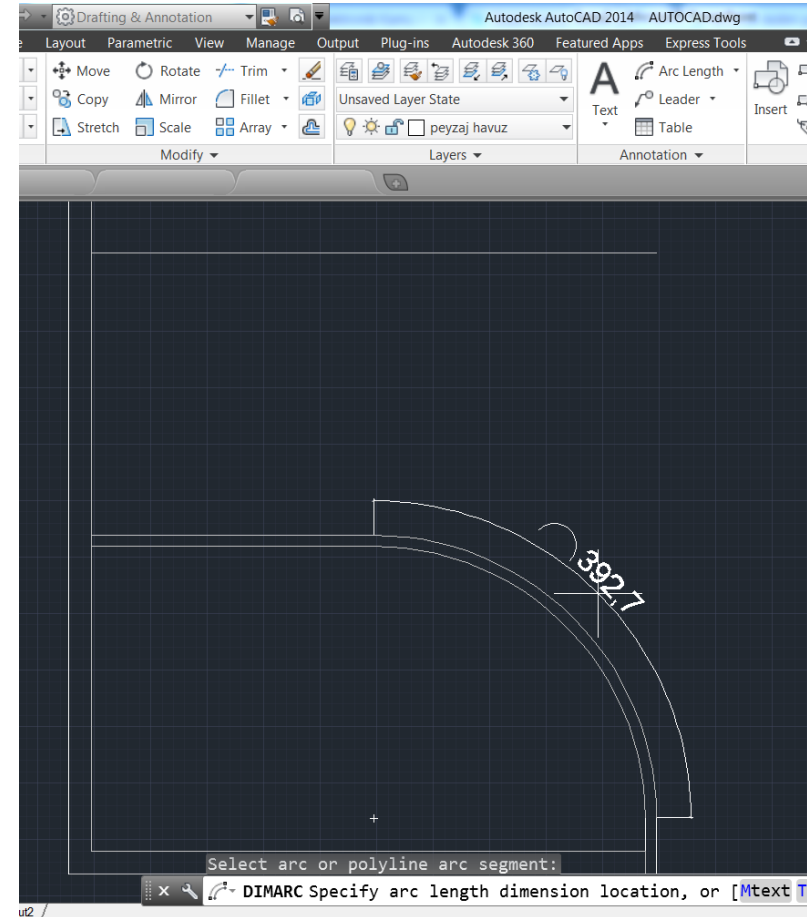 Drafting & Annotation Autodesk AutoCAD 2014 AUTOCAD.dwg
Layout Parametric View Manage Output Plug-ins Autodesk 360 Featured Apps Express Tools
Move Rotate Trim Arc Length
Copy Mirror Fillet Unsaved Layer State Text Leader Insert
Stretch Scale Array peyzaj havuz Table
Modify Layers Annotation
392,7
Select arc or polyline arc segment:
DIMARC Specify arc length dimension location, or [Mtext T
ut2